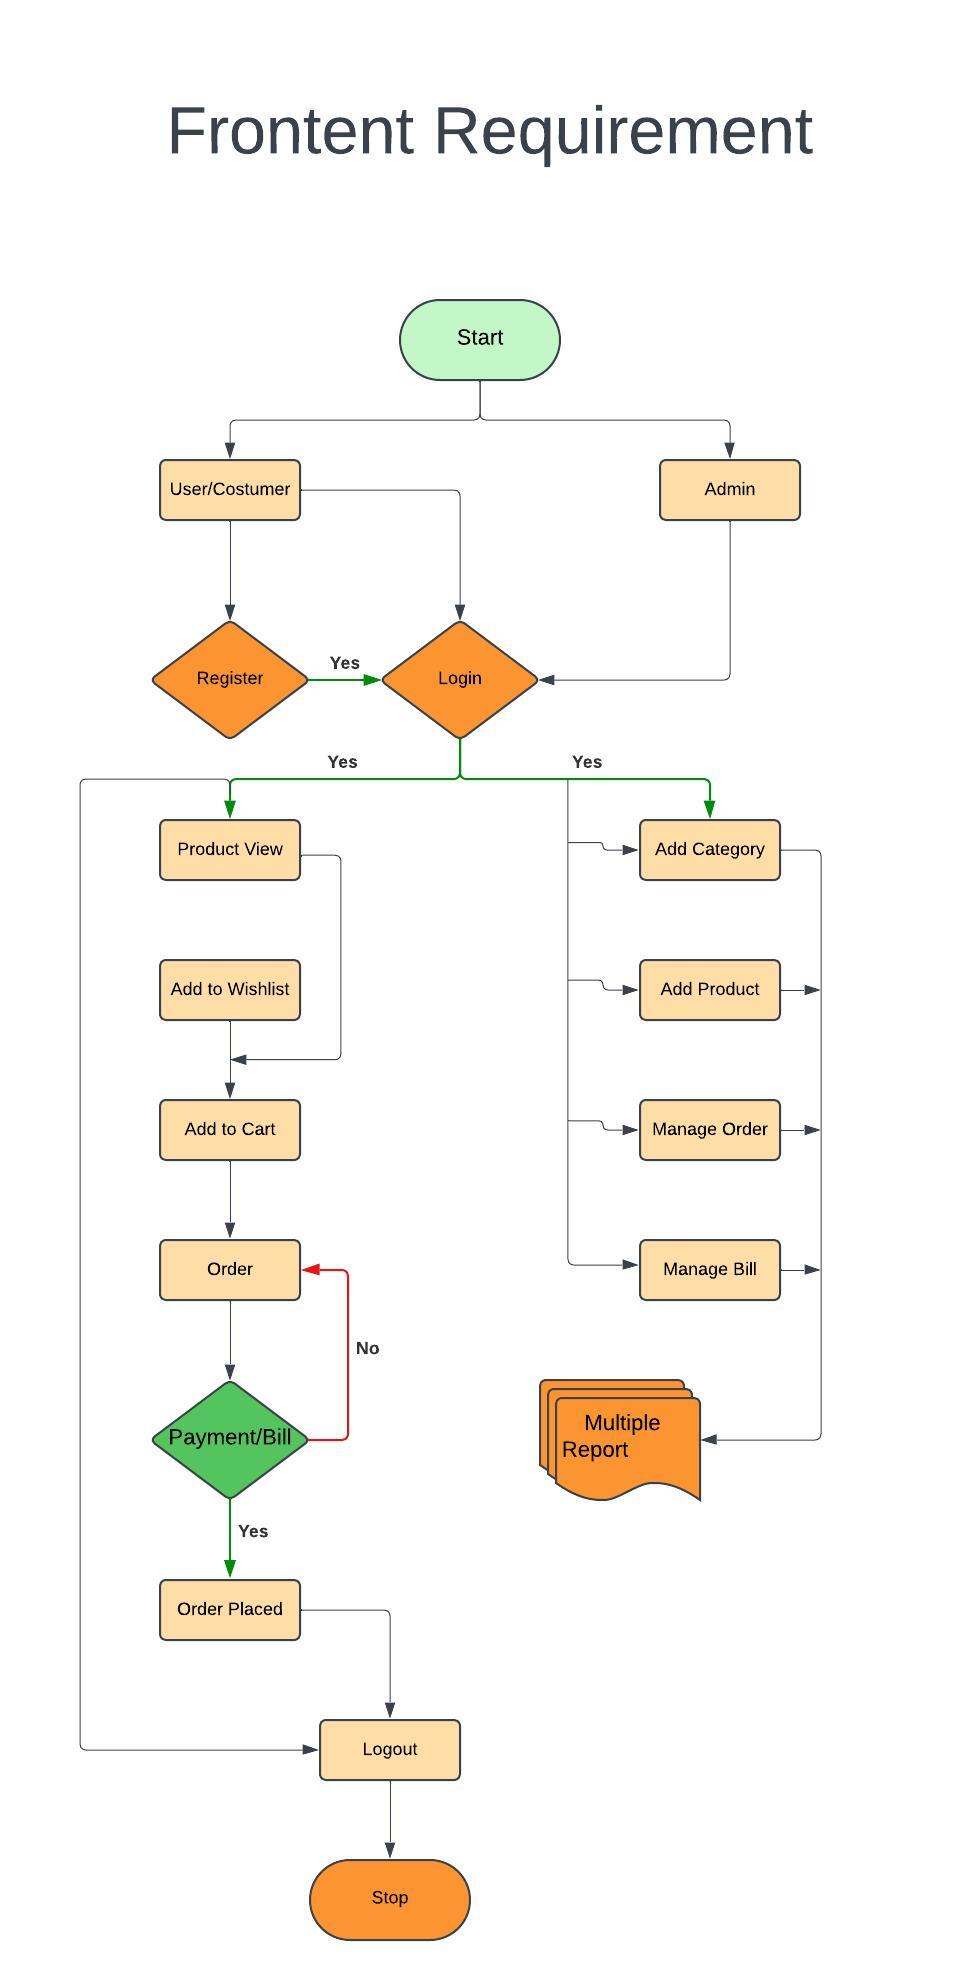 Frontent Requirement
Start
User/Costumer
Admin
Register
Yes
Login
Yes
Yes
Product View
Add Category
Add to Wishlist
Add Product
Add to Cart
Manage Order
Order
Manage Bill
No
Multiple
Report
Payment/Bill
Yes
Order Placed
Logout
Stop